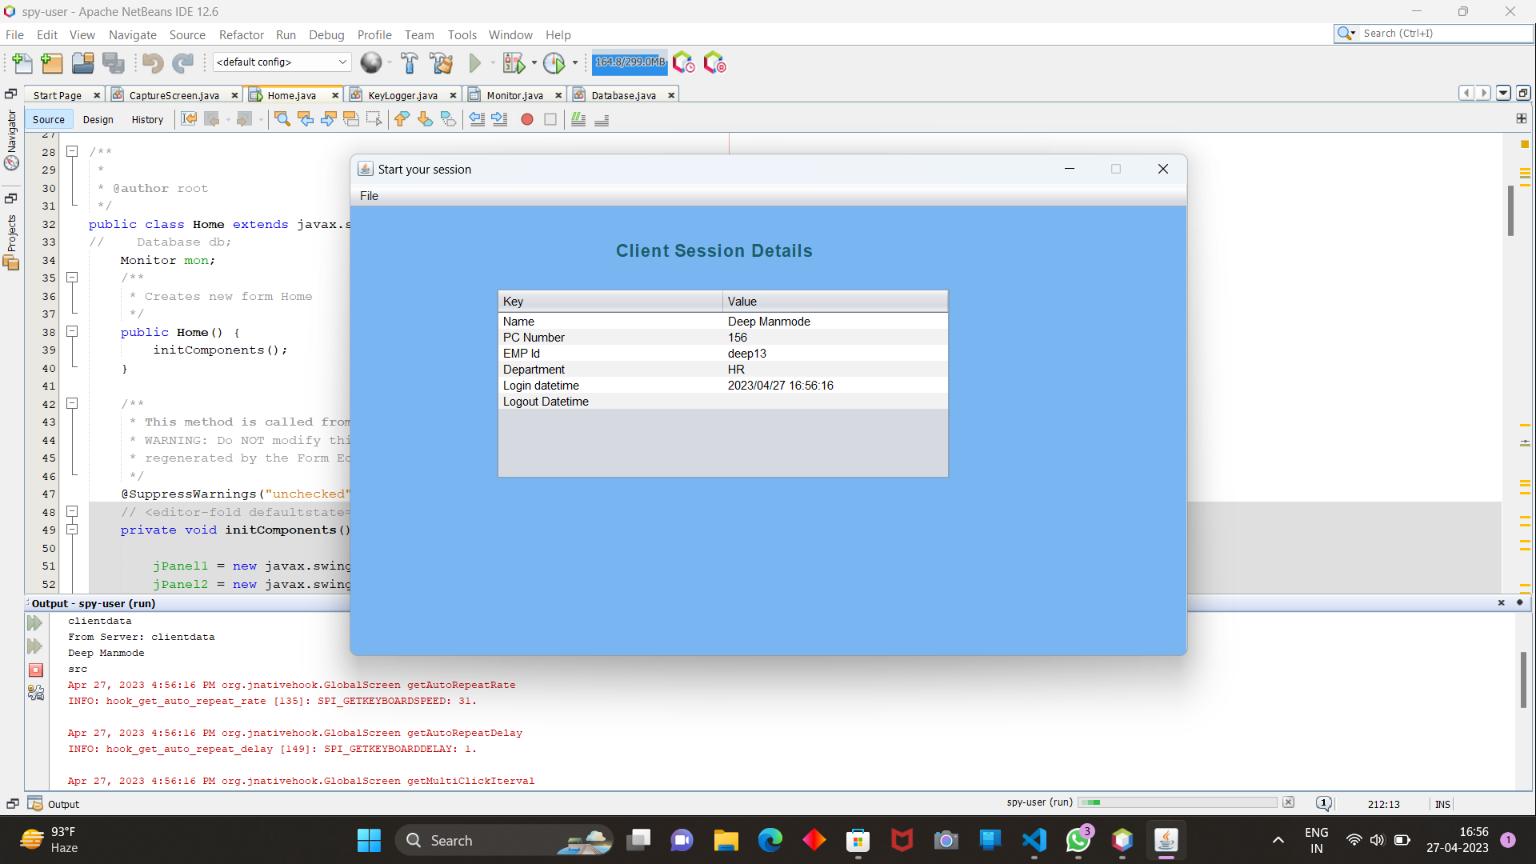 spy-user - Apache NetBeans IDE 12.6
File Edit View Navigate Source Refactor Run Debug Profile Team Tools Window Help
Search (Ctrl+I)
<default config>
164.8/299.0MB
Start Page CaptureScreen.java Home.java KeyLogger.java Monitor.java Database.java
Source Design History
Navigator
Projects
27
28 /**
29 *
30 * @author root
31 */
32 public class Home extends javax.s
33 // Database db;
34 Monitor mon;
35 /**
36 * Creates new form Home
37 */
38 public Home() {
39 initComponents();
40 }
41
42 /**
43 * This method is called from
44 * WARNING: Do NOT modify thi
45 * regenerated by the Form Ed
46 */
47 @SuppressWarnings("unchecked"
48 // <editor-fold defaultstate=
49 private void initComponents()
50
51 jPanel1 = new javax.swing
52 jPanel2 = new javax.swing
Start your session
File
Client Session Details
Key Value
Name Deep Manmode
PC Number 156
EMP Id deep13
Department HR
Login datetime 2023/04/27 16:56:16
Logout Datetime
Output - spy-user (run)
clientdata
From Server: clientdata
Deep Manmode
src
Apr 27, 2023 4:56:16 PM org.jnativehook.GlobalScreen getAutoRepeatRate
INFO: hook_get_auto_repeat_rate [135]: SPI_GETKEYBOARDSPEED: 31.
Apr 27, 2023 4:56:16 PM org.jnativehook.GlobalScreen getAutoRepeatDelay
INFO: hook_get_auto_repeat_delay [149]: SPI_GETKEYBOARDDELAY: 1.
Apr 27, 2023 4:56:16 PM org.jnativehook.GlobalScreen getMultiClickIterval
Output
spy-user (run)
1
212:13 INS
93°F
Haze
Search
3
ENG
IN
16:56
27-04-2023
1